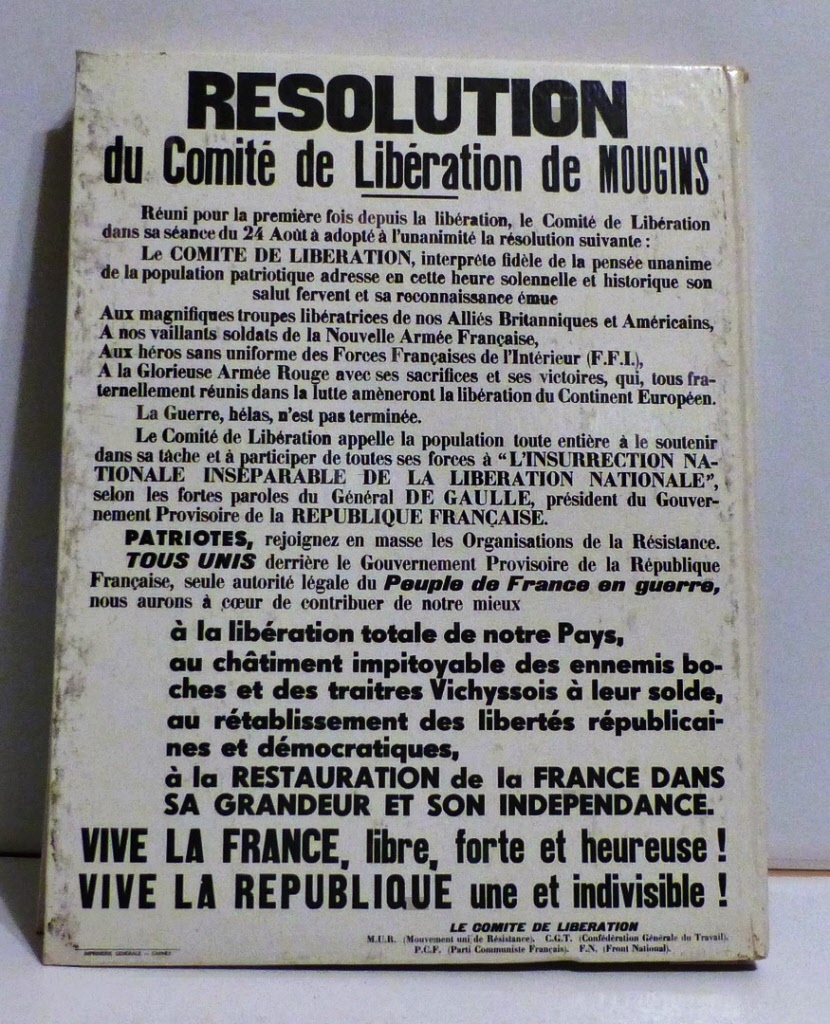 RESOLUTION
du Comité de Libération de MOUGINS
Réuni pour la première fois depuis la libération, le Comité de Libération
dans sa séance du 24 Août à adopté à l'unanimité la résolution suivante :
Le COMITE DE LIBERATION, interprête fidèle de la pensée unanime
de la population patriotique adresse en cette heure solennelle et historique son
salut fervent et sa reconnaissance émue
Aux magnifiques troupes libératrices de nos Alliés Britanniques et Américains,
A nos vaillants soldats de la Nouvelle Armée Française,
Aux héros sans uniforme des Forces Françaises de l'Intérieur (F.F.I.),
A la Glorieuse Armée Rouge avec ses sacrifices et ses victoires, qui, tous fra-
ternellement réunis dans la lutte amèneront la libération du Continent Européen.
La Guerre, hélas, n'est pas terminée.
Le Comité de Libération appelle la population toute entière à le soutenir
dans sa tâche et à participer de toutes ses forces à "L'INSURRECTION NA-
TIONALE INSÉPARABLE DE LA LIBERATION NATIONALE",
selon les fortes paroles du Général DE GAULLE, président du Gouver-
nement Provisoire de la REPUBLIQUE FRANÇAISE.
PATRIOTES, rejoignez en masse les Organisations de la Résistance.
TOUS UNIS derrière le Gouvernement Provisoire de la République
Française, seule autorité légale du Peuple de France en guerre,
nous aurons à cœur de contribuer de notre mieux
à la libération totale de notre Pays,
au châtiment impitoyable des ennemis bo-
ches et des traitres Vichyssois à leur solde,
au rétablissement des libertés républicai-
nes et démocratiques,
à la RESTAURATION de la FRANCE DANS
SA GRANDEUR ET SON INDEPENDANCE.
VIVE LA FRANCE, libre, forte et heureuse !
VIVE LA REPUBLIQUE une et indivisible !
LE COMITE DE LIBERATION
M.U.R. (Mouvement uni de Résistance). C.G.T. (Confédération Générale du Travail).
P.C.F. (Parti Communiste Français). F.N. (Front National).
IMPRIMERIE GENERALE — CANNES